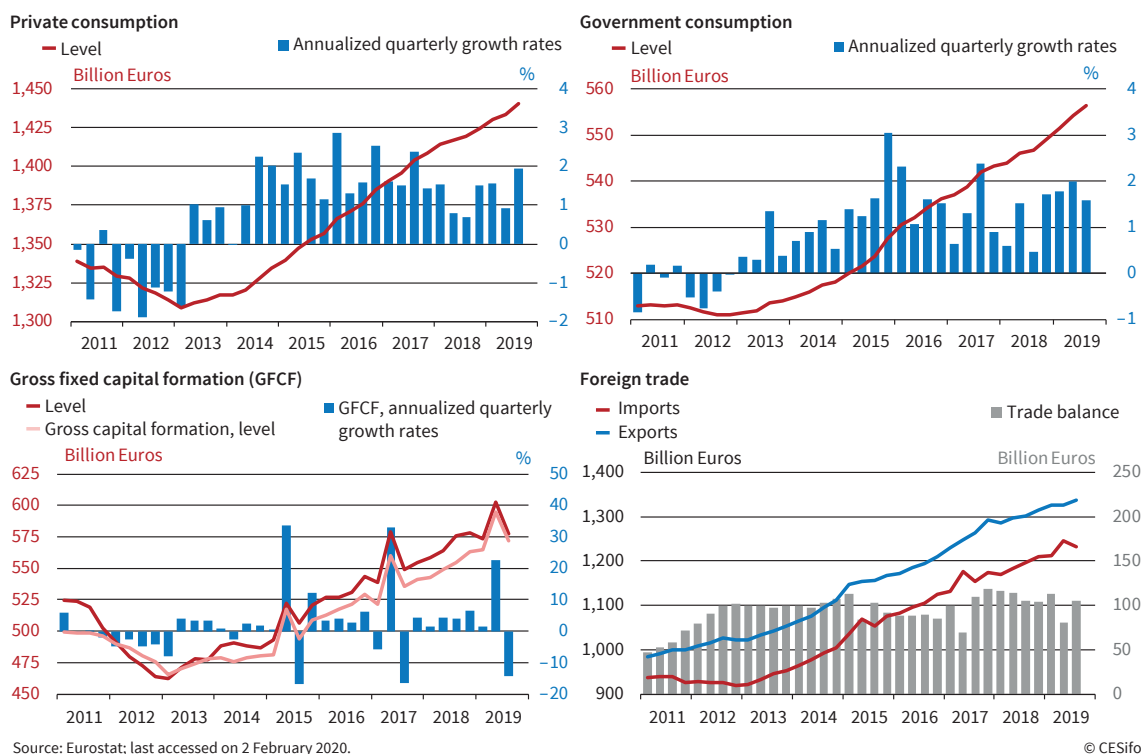 Private consumption
Level
Annualized quarterly growth rates
Billion Euros %
1,450 4
1,425 3
1,400 2
1,375 1
1,350 0
1,325 −1
1,300 −2
2011 2012 2013 2014 2015 2016 2017 2018 2019
Government consumption
Level
Annualized quarterly growth rates
Billion Euros %
560 4
550 3
540 2
530 1
520 0
510 −1
2011 2012 2013 2014 2015 2016 2017 2018 2019
Gross fixed capital formation (GFCF)
Level
Gross capital formation, level
GFCF, annualized quarterly
growth rates
Billion Euros %
625 50
600 40
575 30
550 20
525 10
500 0
475 −10
450 −20
2011 2012 2013 2014 2015 2016 2017 2018 2019
Foreign trade
Imports
Exports
Trade balance
Billion Euros Billion Euros
1,400 250
1,300 200
1,200 150
1,100 100
1,000 50
900 0
2011 2012 2013 2014 2015 2016 2017 2018 2019
Source: Eurostat; last accessed on 2 February 2020.
© CESifo